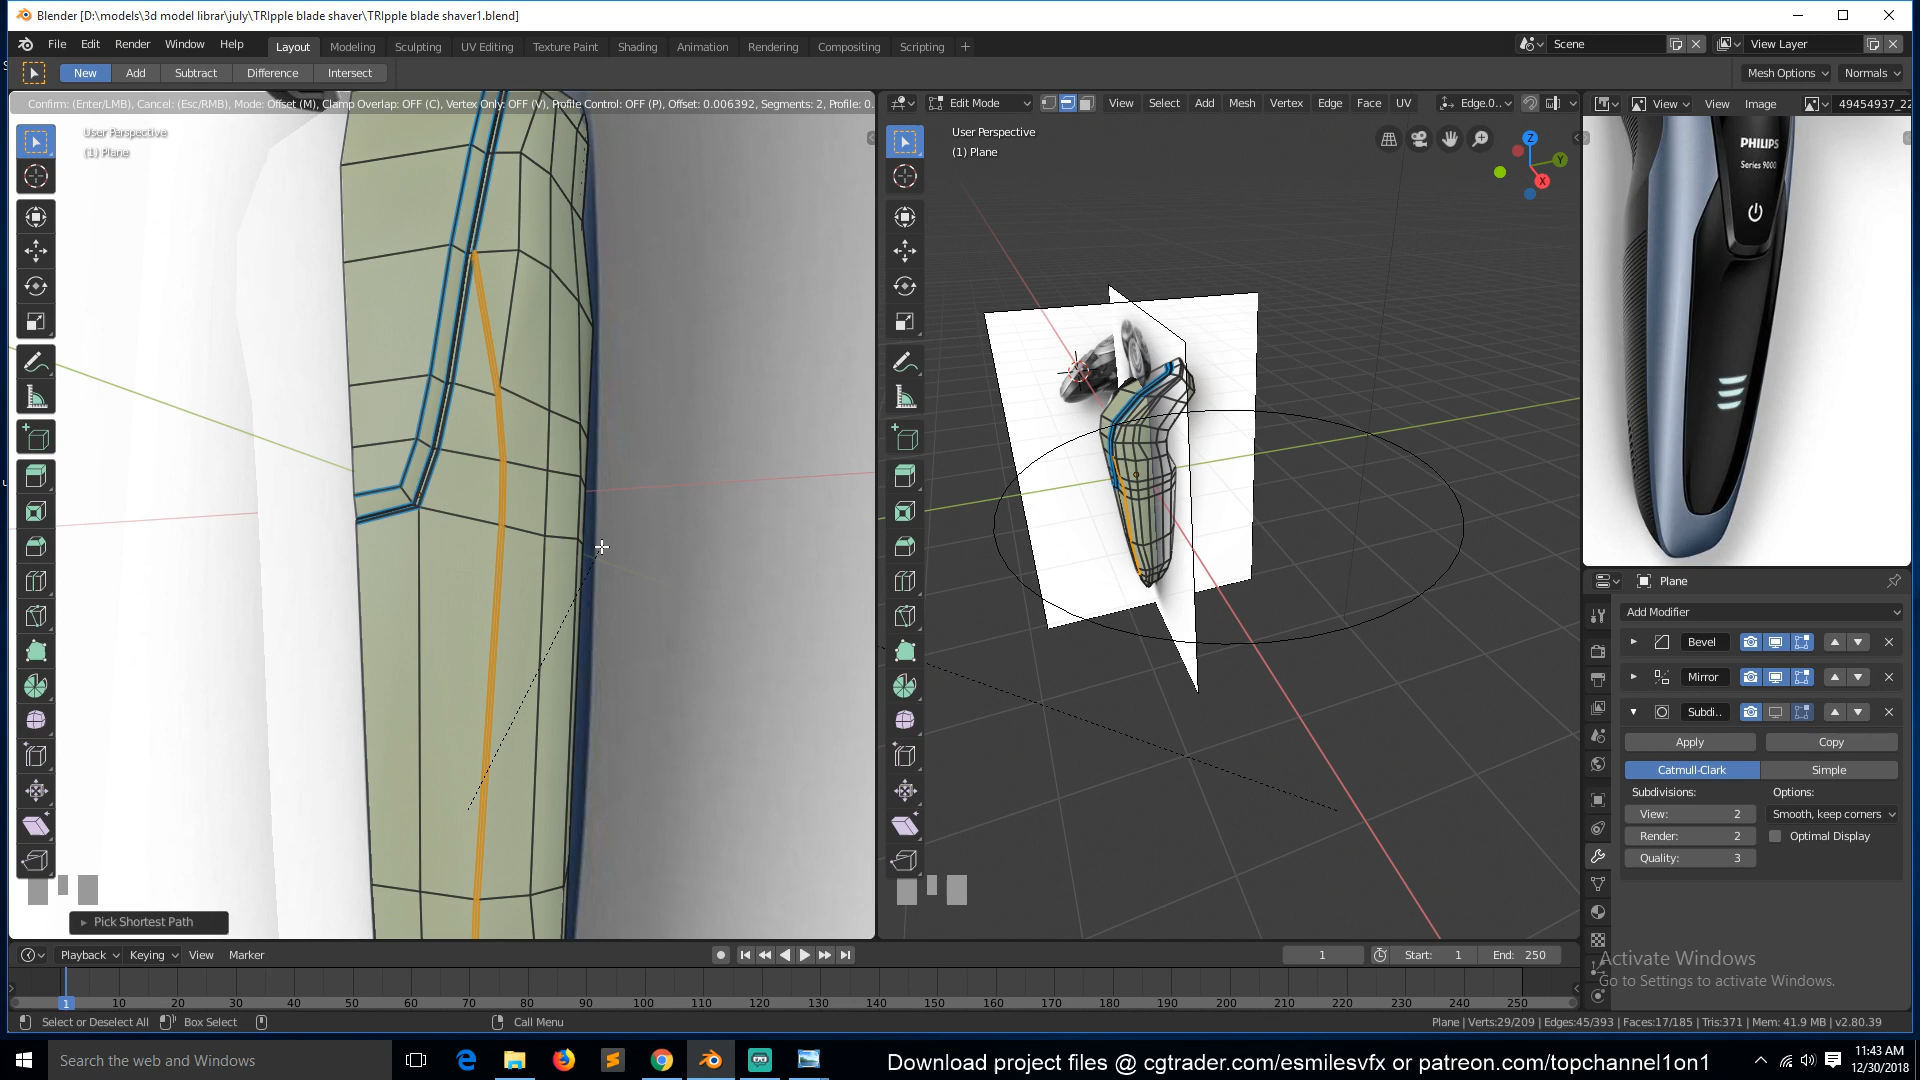 Blender [D:\models\3d model librar\july\TRIpple blade shaver\TRIpple blade shaver1.blend]
File Edit Render Window Help Layout Modeling Sculpting UV Editing Texture Paint Shading Animation Rendering Compositing Scripting + Scene View Layer
New Add Subtract Difference Intersect Mesh Options Normals
Confirm: (Enter/LMB), Cancel: (Esc/RMB), Mode: Offset (M), Clamp Overlap: OFF (C), Vertex Only: OFF (V), Profile Control: OFF (P), Offset: 0.006392, Segments: 2, Profile: 0.
Edit Mode View Select Add Mesh Vertex Edge Face UV Edge.0.. View View Image 49454937_22
User Perspective
(1) Plane
User Perspective
(1) Plane
Z
Y
X
PHILIPS
Series 9000
Plane
Add Modifier
Bevel
Mirror
Subdi..
Apply Copy
Catmull-Clark Simple
Subdivisions: Options:
View: 2 Smooth, keep corners
Render: 2 Optimal Display
Quality: 3
Pick Shortest Path
Playback Keying View Marker 1 Start: 1 End: 250
1 10 20 30 40 50 60 70 80 90 100 110 120 130 140 150 160 170 180 190 200 210 220 230 240 250
Activate Windows
Go to Settings to activate Windows.
Select or Deselect All Box Select Call Menu Plane | Verts:29/209 | Edges:45/393 | Faces:17/185 | Tris:371 | Mem: 41.9 MB | v2.80.39
Search the web and Windows
Download project files @ cgtrader.com/esmilesvfx or patreon.com/topchannel1on1
11:43 AM
12/30/2018